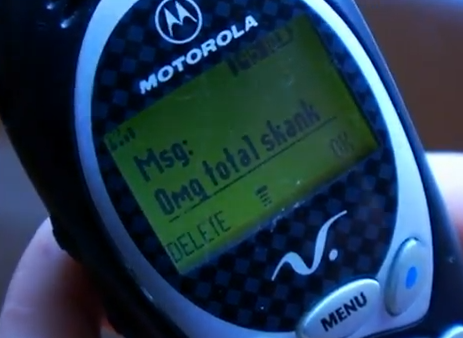 MOTOROLA
Msg:
Omg total skank
DELETE OK
V.
MENU